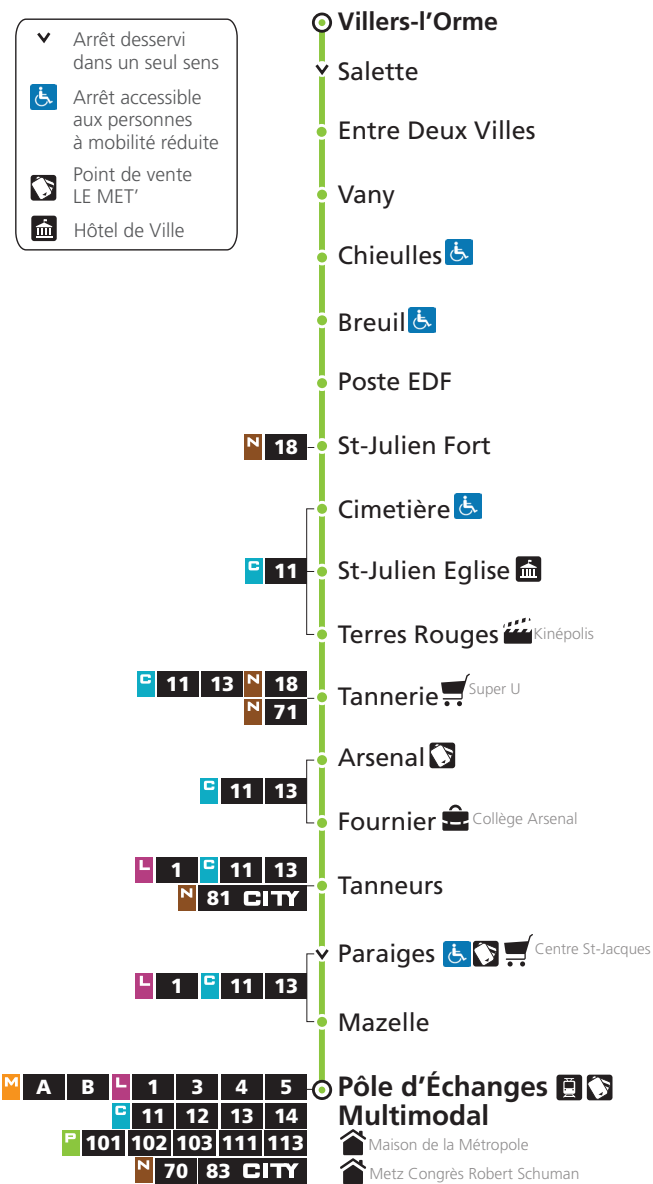 Arrêt desservi
dans un seul sens
Arrêt accessible
aux personnes
à mobilité réduite
Point de vente
LE MET'
Hôtel de Ville
Villers-l'Orme
Salette
Entre Deux Villes
Vany
Chieulles
Breuil
Poste EDF
N 18 St-Julien Fort
Cimetière
C 11 St-Julien Eglise
Terres Rouges Kinépolis
C 11 13 N 18
N 71
Tannerie Super U
Arsenal
C 11 13
Fournier Collège Arsenal
L 1 C 11 13
N 81 CITY
Tanneurs
Paraiges Centre St-Jacques
L 1 C 11 13
Mazelle
M A B L 1 3 4 5 Pôle d'Échanges
C 11 12 13 14 Multimodal
P 101 102 103 111 113 Maison de la Métropole
N 70 83 CITY Metz Congrès Robert Schuman